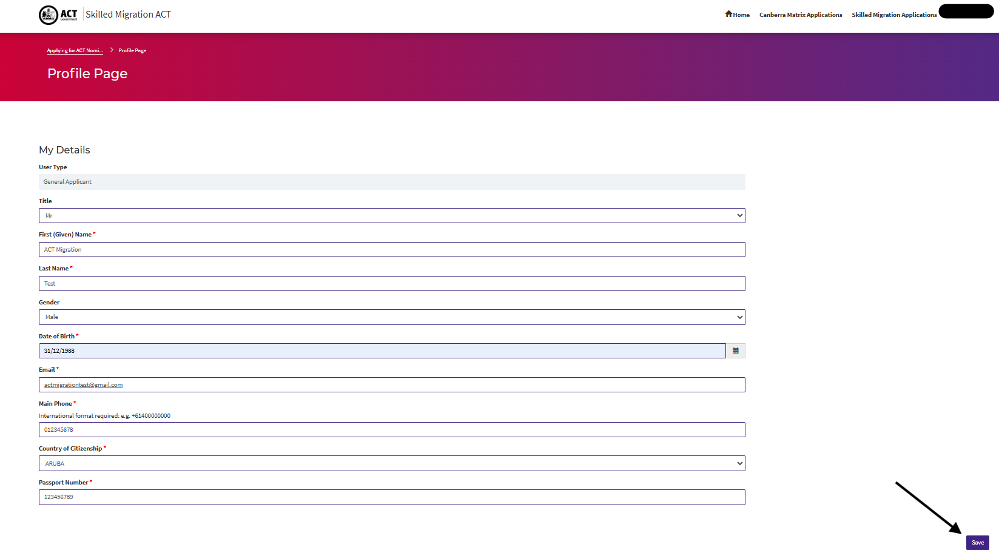 ACT
Government
Skilled Migration ACT
Home
Canberra Matrix Applications
Skilled Migration Applications
Applying for ACT Nomi...
Profile Page
Profile Page
My Details
User Type
General Applicant
Title
Mr
First (Given) Name *
ACT Migration
Last Name *
Test
Gender
Male
Date of Birth *
31/12/1988
Email *
actmigrationtest@gmail.com
Main Phone *
International format required: e.g. +61400000000
012345678
Country of Citizenship *
ARUBA
Passport Number *
123456789
Save